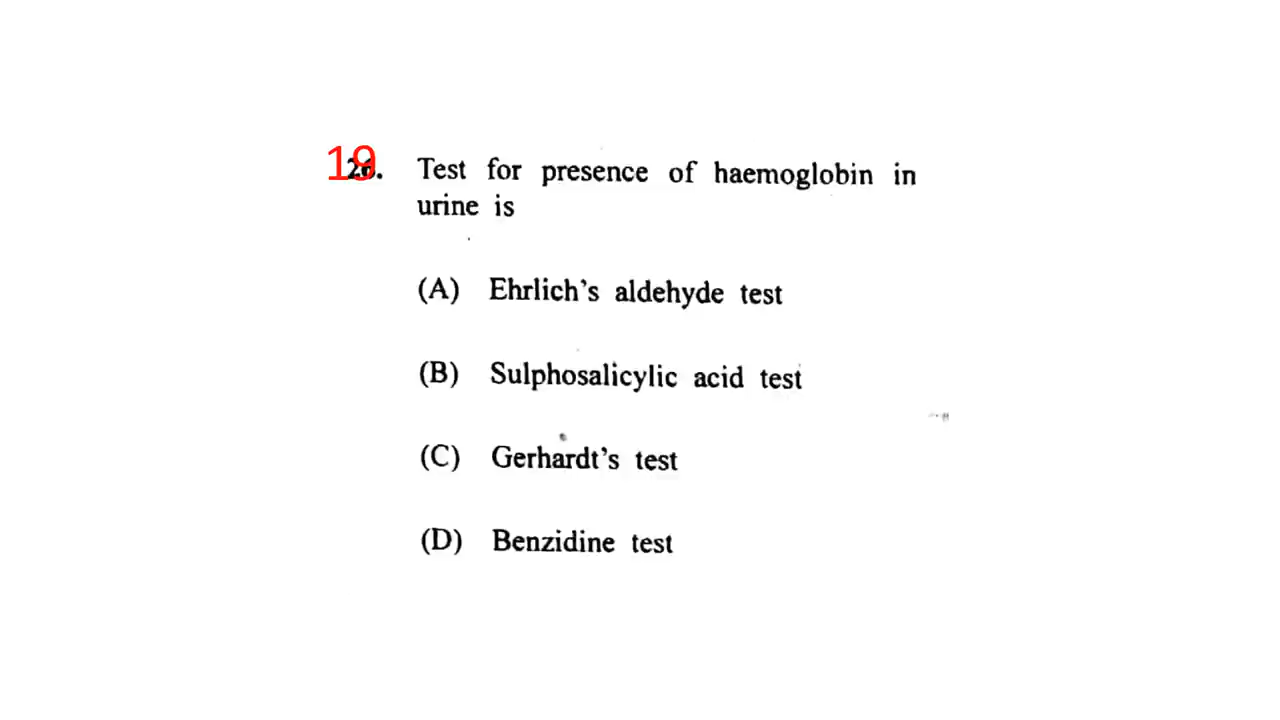 19. Test for presence of haemoglobin in
urine is
(A) Ehrlich's aldehyde test
(B) Sulphosalicylic acid test
(C) Gerhardt's test
(D) Benzidine test